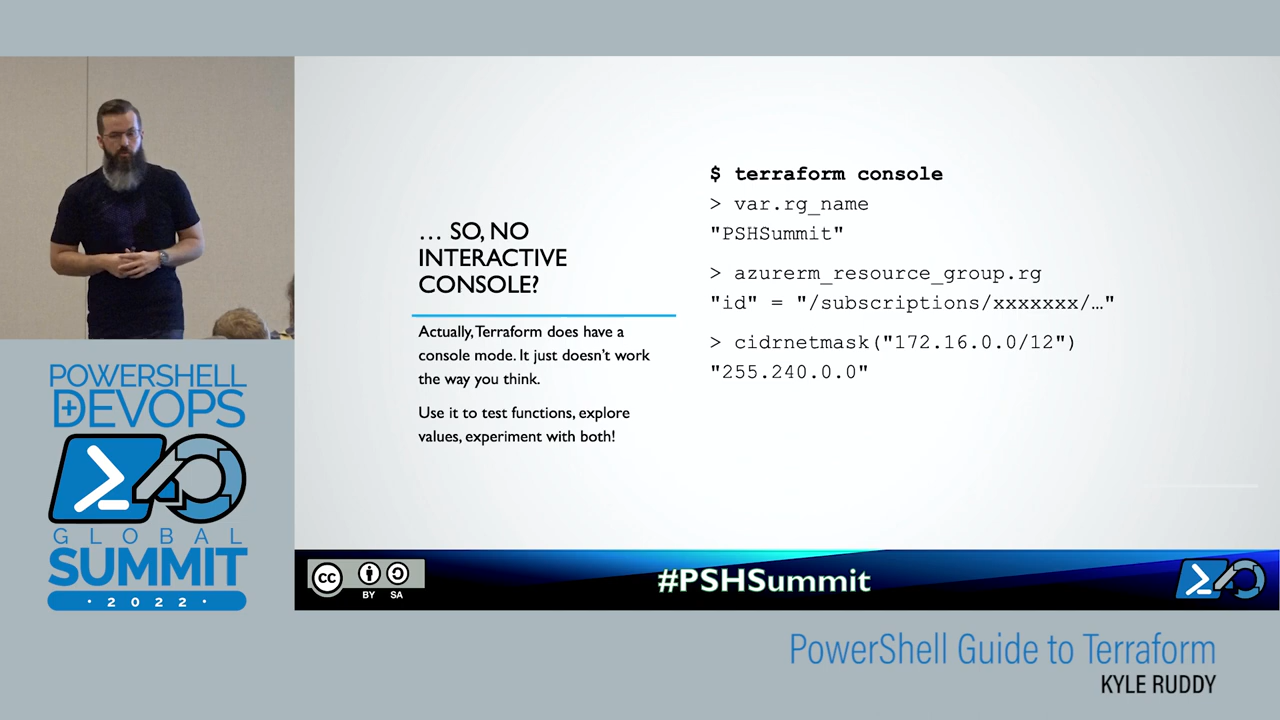 … SO, NO
INTERACTIVE
CONSOLE?
Actually, Terraform does have a
console mode. It just doesn't work
the way you think.
Use it to test functions, explore
values, experiment with both!
$ terraform console
> var.rg_name
"PSHSummit"
> azurerm_resource_group.rg
"id" = "/subscriptions/xxxxxxx/…"
> cidrnetmask("172.16.0.0/12")
"255.240.0.0"
POWERSHELL
+DEVOPS
GLOBAL
SUMMIT
· 2022 ·
cc
BY SA
#PSHSummit
PowerShell Guide to Terraform
KYLE RUDDY